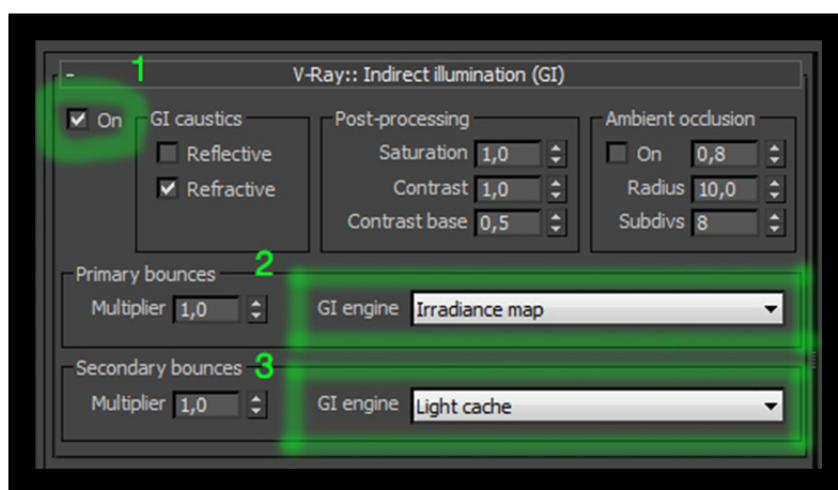 1
- V-Ray:: Indirect illumination (GI)
On
GI caustics
Reflective
Refractive
Post-processing
Saturation 1,0
Contrast 1,0
Contrast base 0,5
Ambient occlusion
On 0,8
Radius 10,0
Subdivs 8
Primary bounces 2
Multiplier 1,0 GI engine Irradiance map
Secondary bounces 3
Multiplier 1,0 GI engine Light cache